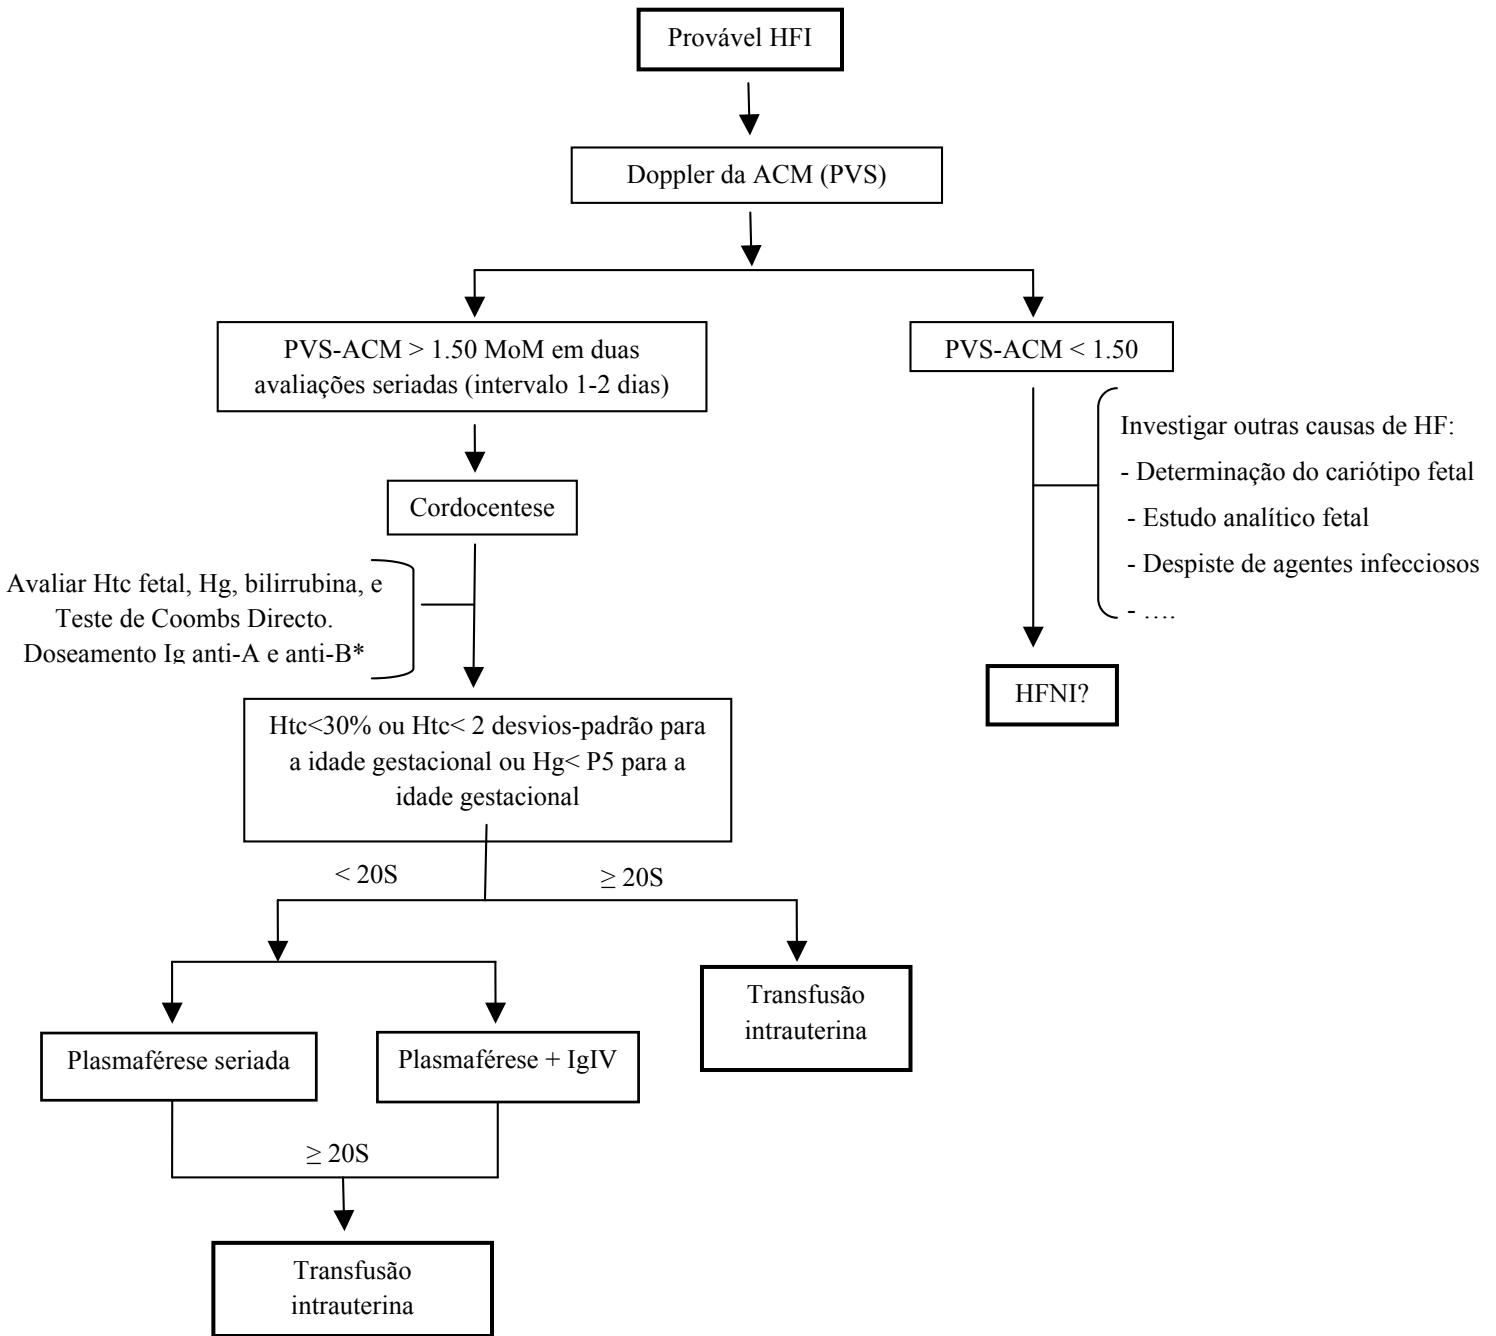 Provável HFI
Doppler da ACM (PVS)
PVS-ACM > 1.50 MoM em duas
avaliações seriadas (intervalo 1-2 dias)
PVS-ACM < 1.50
Investigar outras causas de HF:
- Determinação do cariótipo fetal
- Estudo analítico fetal
- Despiste de agentes infecciosos
- ….
Cordocentese
Avaliar Htc fetal, Hg, bilirrubina, e
Teste de Coombs Directo.
Doseamento Ig anti-A e anti-B*
HFNI?
Htc<30% ou Htc< 2 desvios-padrão para
a idade gestacional ou Hg< P5 para a
idade gestacional
< 20S
≥ 20S
Transfusão
intrauterina
Plasmaférese seriada
Plasmaférese + IgIV
≥ 20S
Transfusão
intrauterina